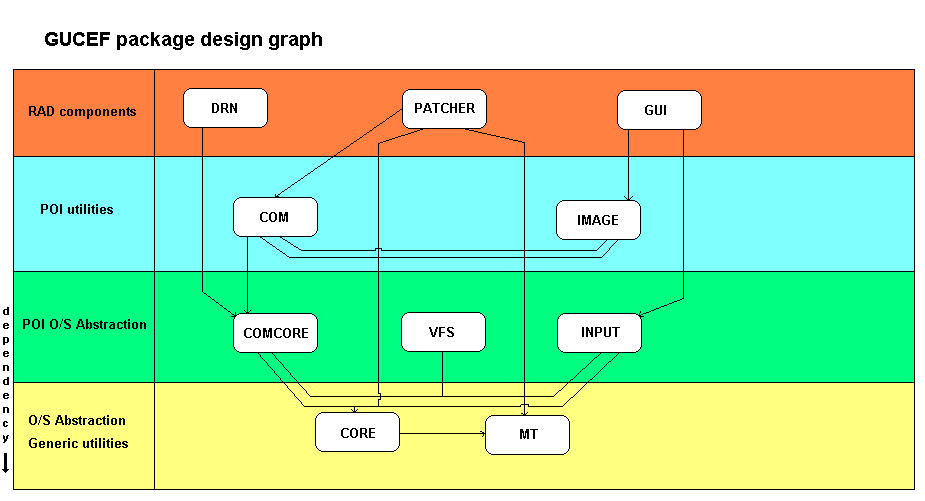 GUCEF package design graph
RAD components
DRN
PATCHER
GUI
POI utilities
COM
IMAGE
POI O/S Abstraction
COMCORE
VFS
INPUT
O/S Abstraction
Generic utilities
CORE
MT
dependency